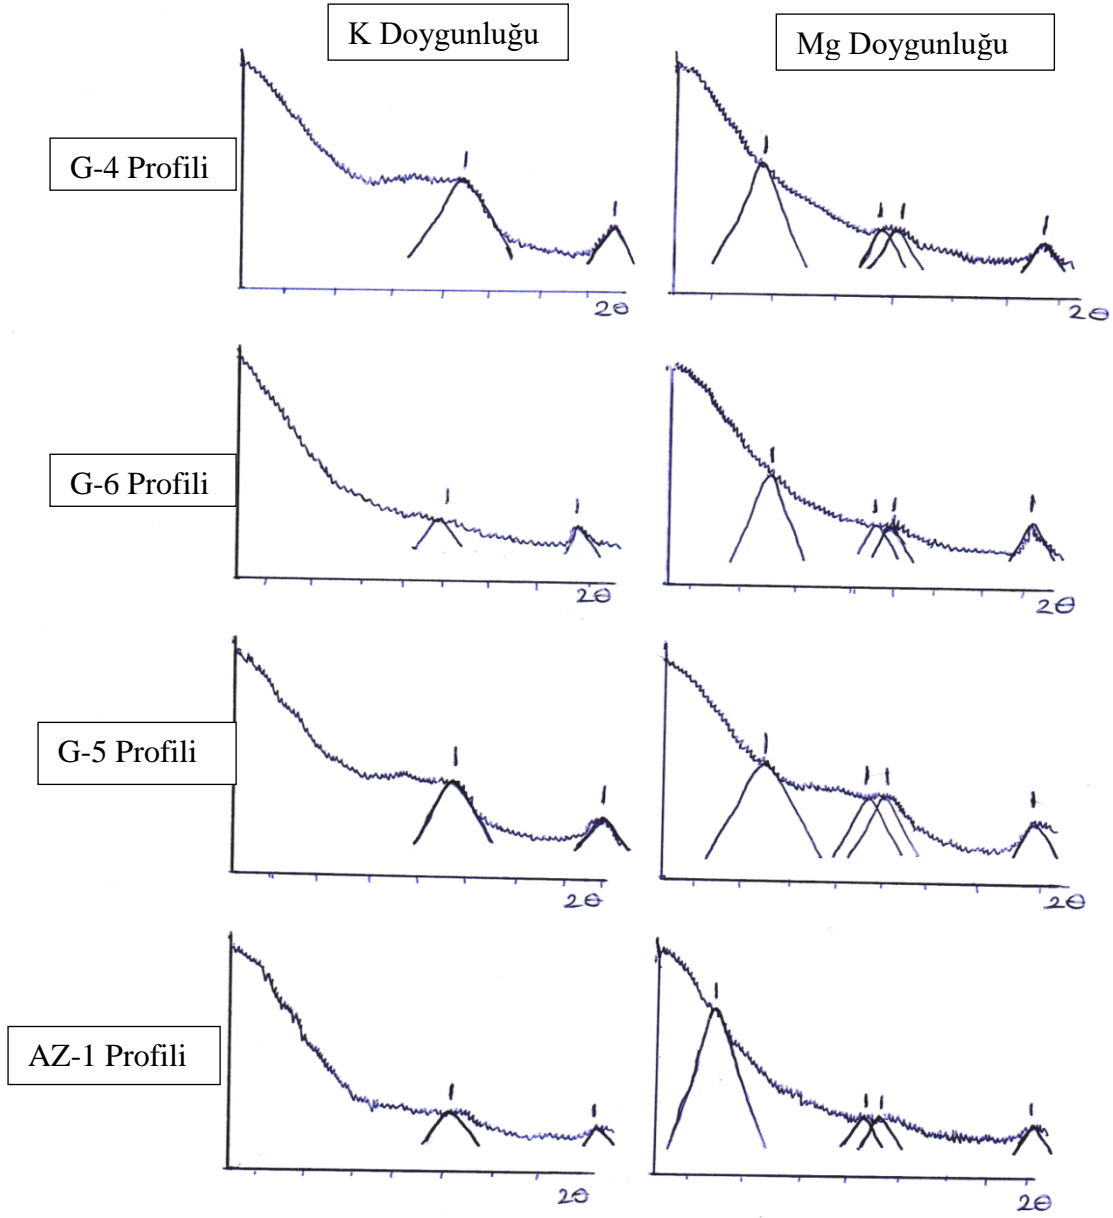 K Doygunluğu
Mg Doygunluğu
G-4 Profili
2θ
2θ
G-6 Profili
2θ
2θ
G-5 Profili
2θ
2θ
AZ-1 Profili
2θ
2θ